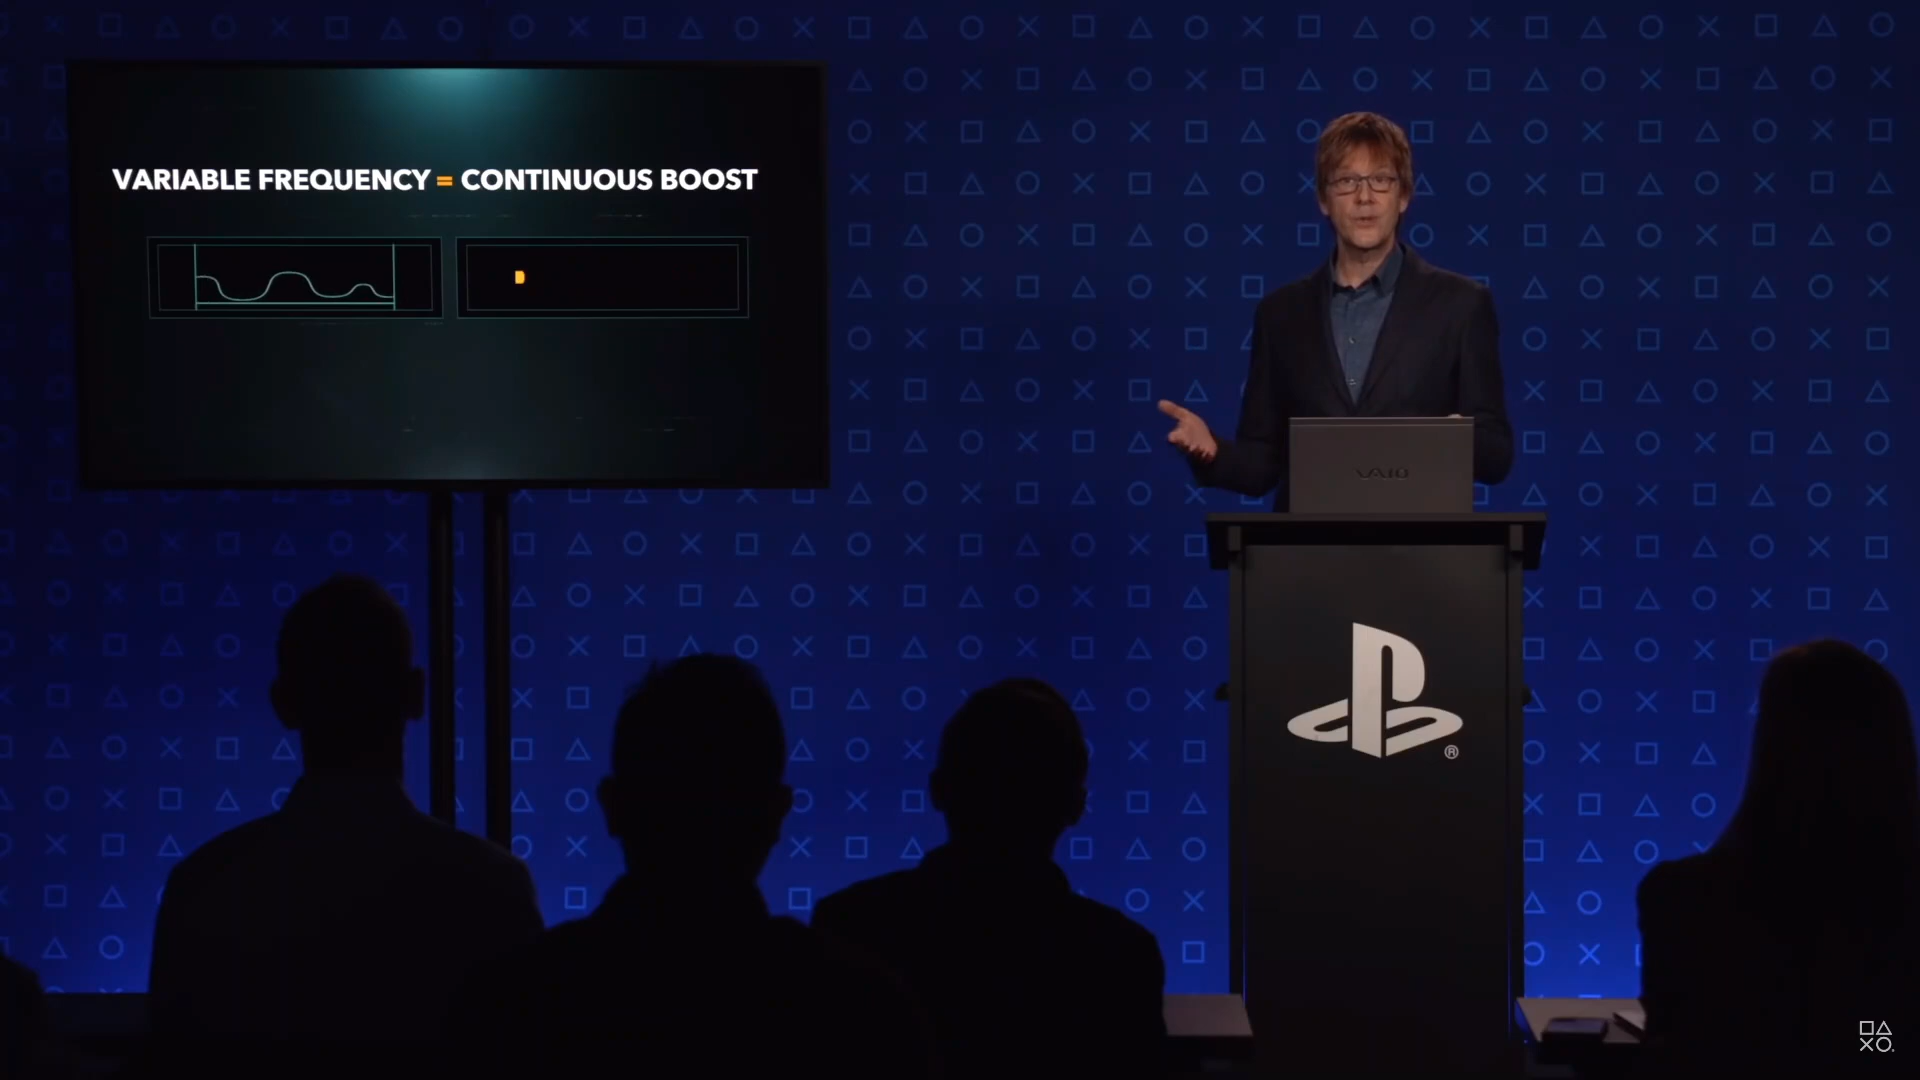 VARIABLE FREQUENCY = CONTINUOUS BOOST
VAIO
®